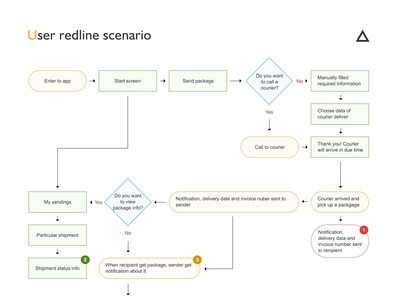 User redline scenario
Enter to app
Start screen
Send package
Do you want
to call a
courier?
No
Manually filled
required information
Choose data of
courier deliver
Yes
Call to courier
Thank you! Courier
will arrive in due time
My sendings
Yes
Do you want
to view
package info?
Notification, delivery date and invoice nuber sent to
sender
Courier arrived and
pick up a packgage
1
Particular shipment
No
Notification,
delivery data and
invoice number sent
to recipient
2
Shipment status info
3
When recipient get package, sender get
notification about it